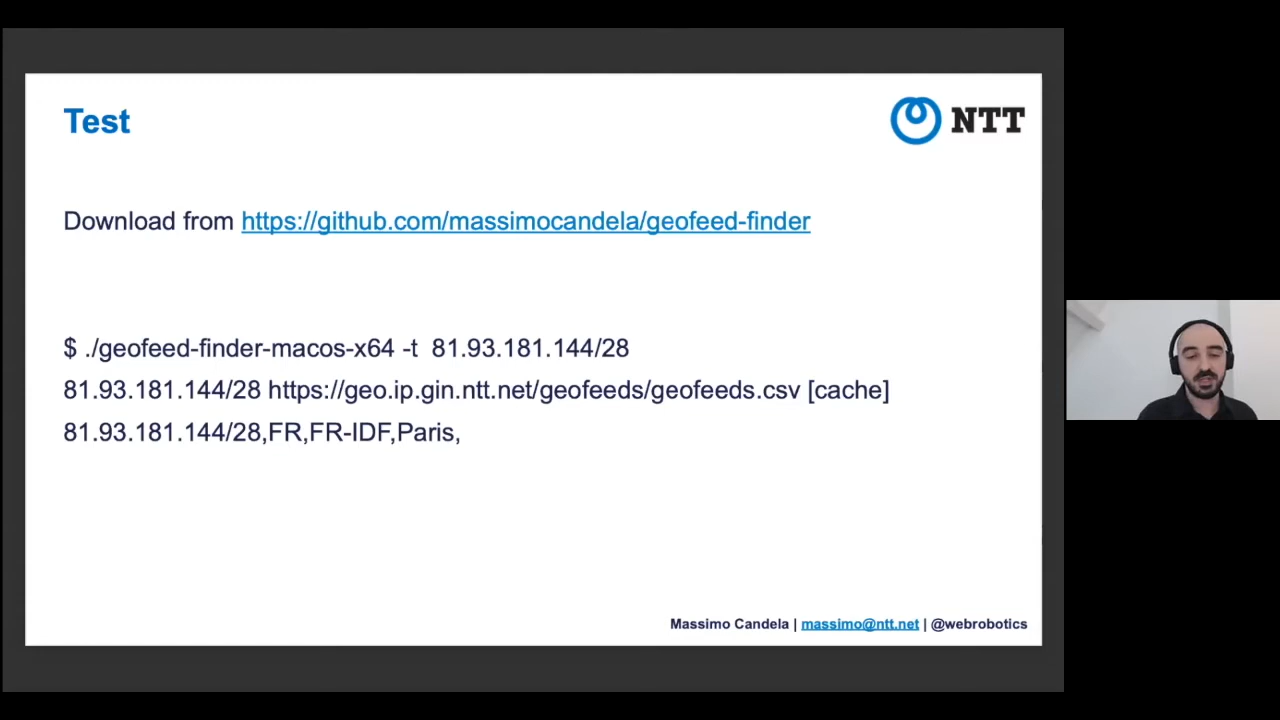 Test
NTT
Download from https://github.com/massimocandela/geofeed-finder
$ ./geofeed-finder-macos-x64 -t  81.93.181.144/28
81.93.181.144/28 https://geo.ip.gin.ntt.net/geofeeds/geofeeds.csv [cache]
81.93.181.144/28,FR,FR-IDF,Paris,
Massimo Candela | massimo@ntt.net | @webrobotics